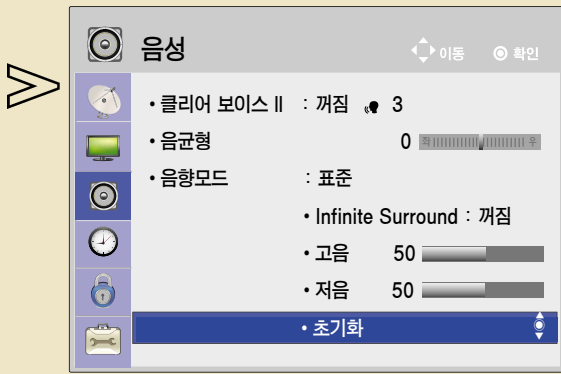 음성 이동 확인
• 클리어 보이스 II : 꺼짐 3
• 음균형 0 좌 우
• 음향모드 : 표준
• Infinite Surround : 꺼짐
• 고음 50
• 저음 50
• 초기화